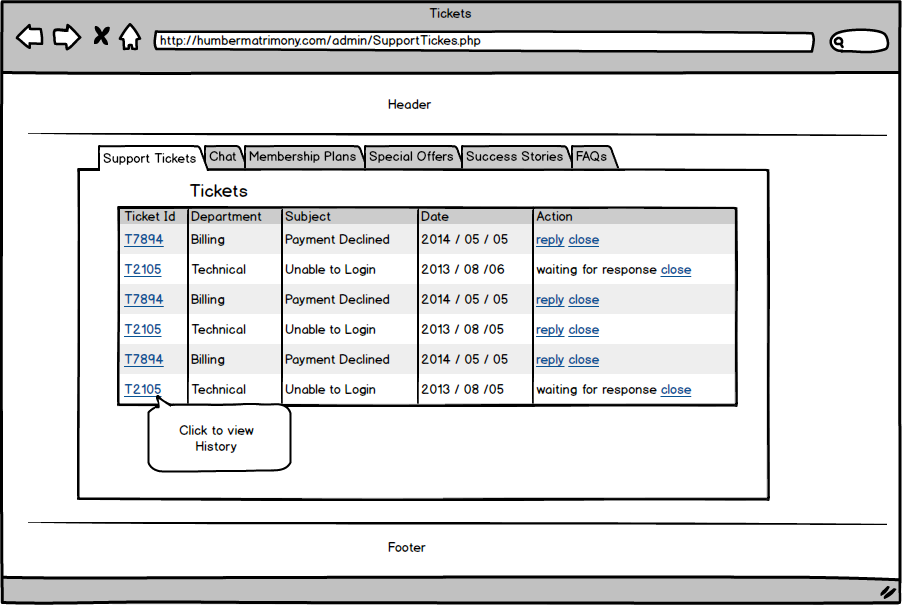 Tickets
http://humbermatrimony.com/admin/SupportTickes.php
Header
Support Tickets Chat Membership Plans Special Offers Success Stories FAQs
Tickets
Ticket Id Department Subject Date Action
T7894 Billing Payment Declined 2014 / 05 / 05 reply close
T2105 Technical Unable to Login 2013 / 08 /06 waiting for response close
T7894 Billing Payment Declined 2014 / 05 / 05 reply close
T2105 Technical Unable to Login 2013 / 08 /05 reply close
T7894 Billing Payment Declined 2014 / 05 / 05 reply close
T2105 Technical Unable to Login 2013 / 08 /05 waiting for response close
Click to view
History
Footer